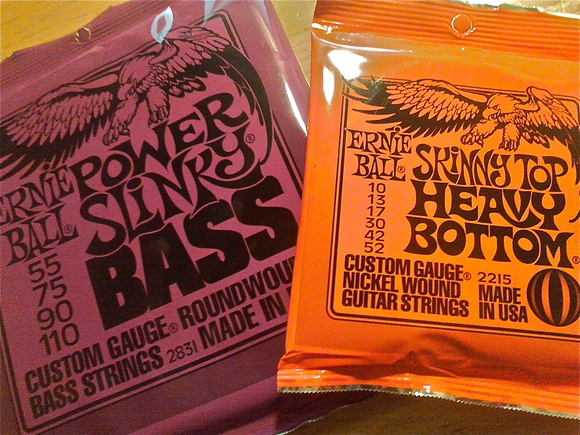 ERNIE
BALL®
POWER
SLINKY®
BASS
55
75
90
110
CUSTOM GAUGE® ROUNDWOU
BASS STRINGS 2831 MADE IN
ERNIE
BALL®
SKINNY TOP
HEAVY
BOTTOM®
10
13
17
30
42
52
CUSTOM GAUGE®
NICKEL WOUND
GUITAR STRINGS
2215
MADE
IN USA